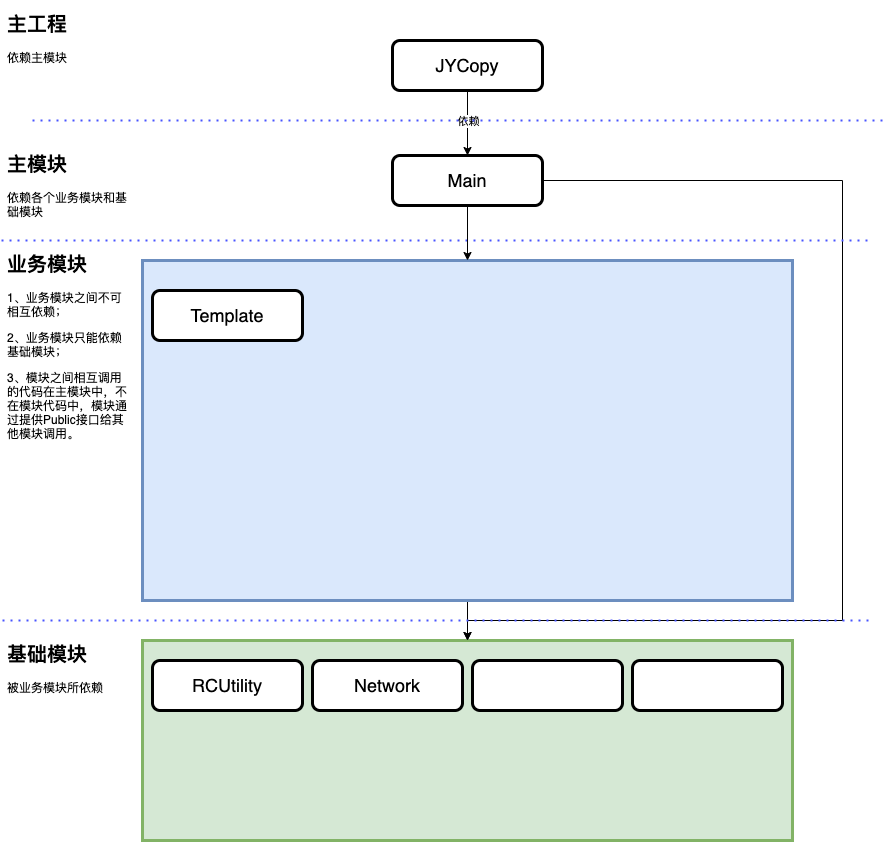 主工程
依赖主模块
JYCopy
依赖
主模块
依赖各个业务模块和基
础模块
Main
业务模块
1、业务模块之间不可
相互依赖；
2、业务模块只能依赖
基础模块；
3、模块之间相互调用
的代码在主模块中，不
在模块代码中，模块通
过提供Public接口给其
他模块调用。
Template
基础模块
被业务模块所依赖
RCUtility
Network